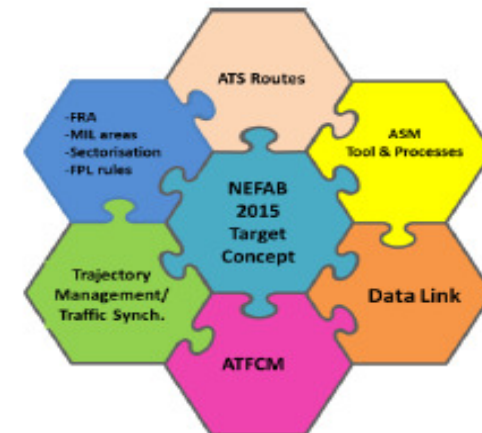 ATS Routes
-FRA
-MIL areas
-Sectorisation
-FPL rules
ASM
Tool & Processes
NEFAB
2015
Target
Concept
Trajectory
Management/
Traffic Synch.
Data Link
ATFCM